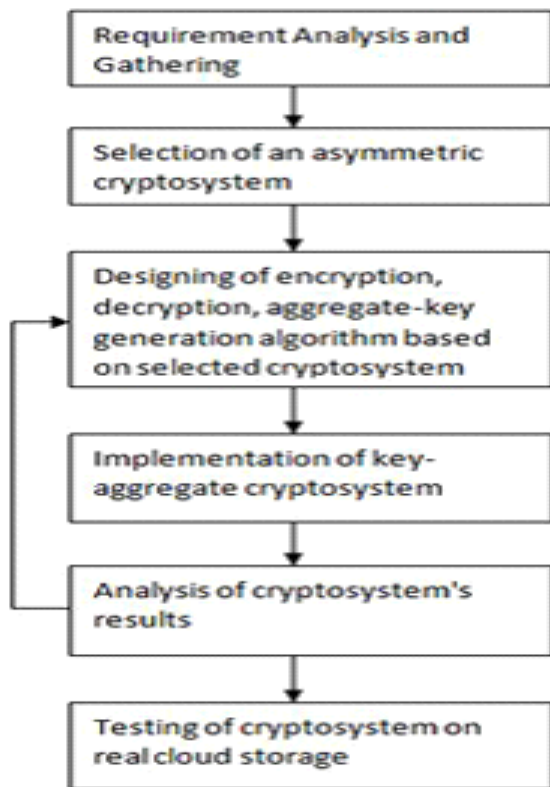 Requirement Analysis and
Gathering
Selection of an asymmetric
cryptosystem
Designing of encryption,
decryption, aggregate-key
generation algorithm based
on selected cryptosystem
Implementation of key-
aggregate cryptosystem
Analysis of cryptosystem's
results
Testing of cryptosystem on
real cloud storage